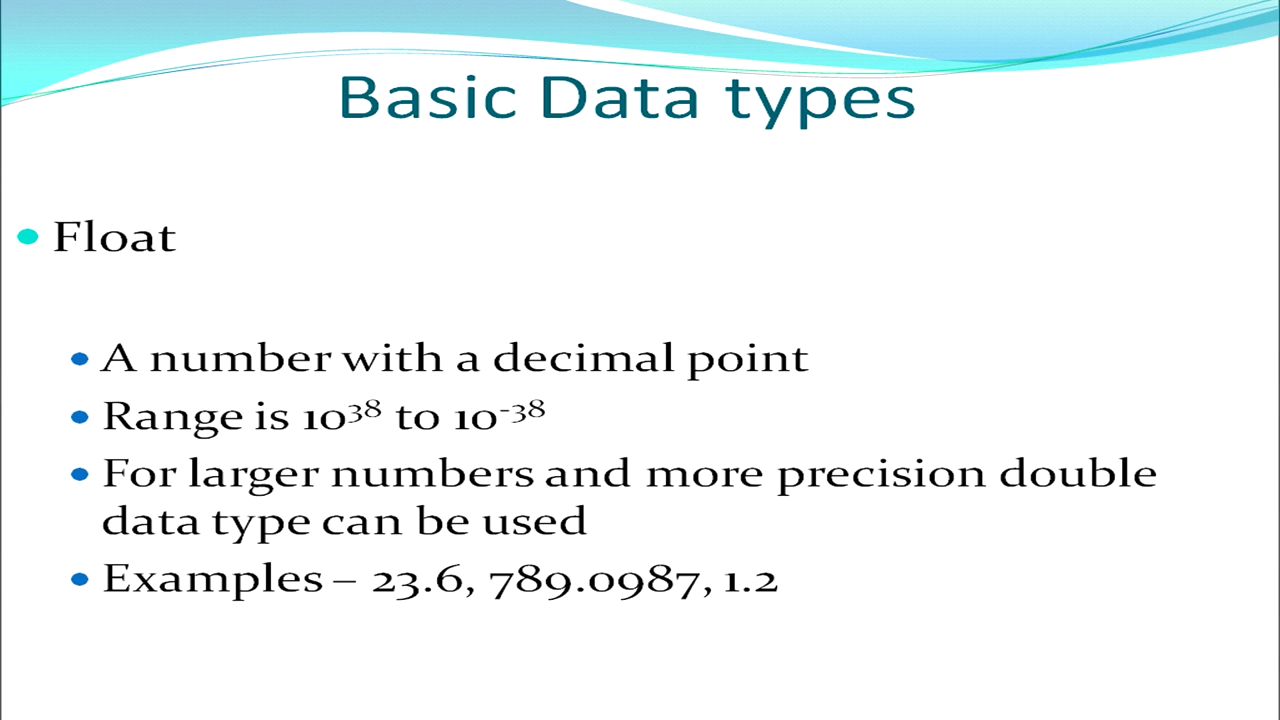 Basic Data types
• Float
• A number with a decimal point
• Range is 10³⁸ to 10⁻³⁸
• For larger numbers and more precision double
data type can be used
• Examples – 23.6, 789.0987, 1.2